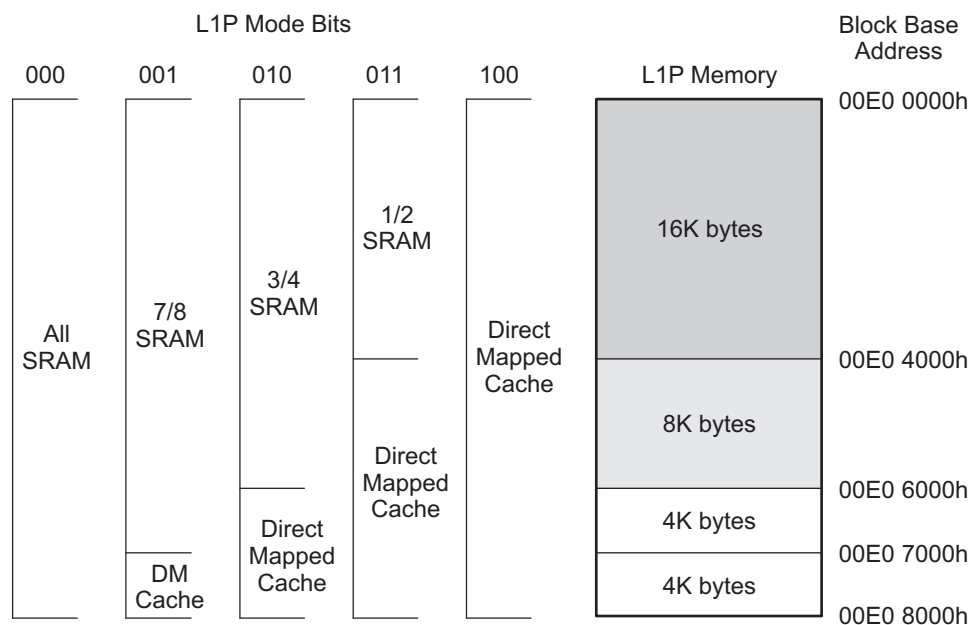 L1P Mode Bits
000 001 010 011 100 L1P Memory
Block Base
Address
00E0 0000h
1/2
SRAM
16K bytes
3/4
SRAM
7/8
SRAM
All
SRAM
Direct
Mapped
Cache
00E0 4000h
8K bytes
Direct
Mapped
Cache
00E0 6000h
4K bytes
Direct
Mapped
Cache
00E0 7000h
DM
Cache
4K bytes
00E0 8000h